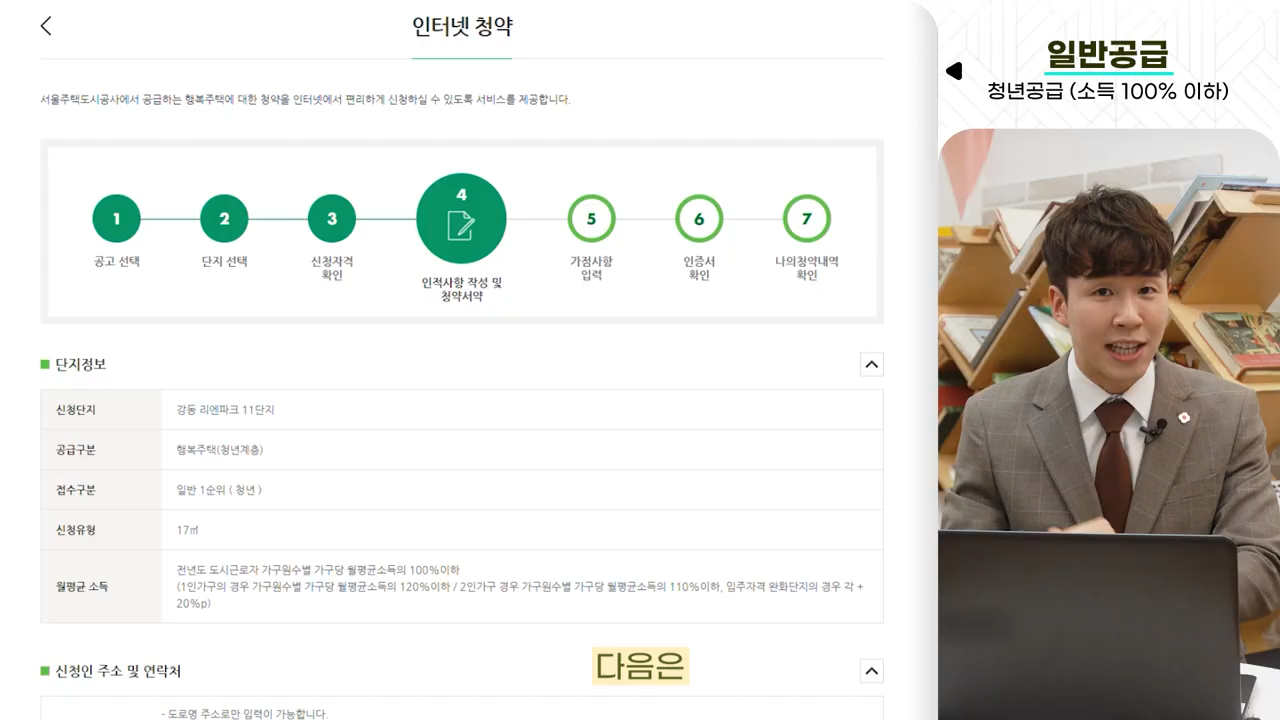 인터넷 청약
서울주택도시공사에서 공급하는 행복주택에 대한 청약을 인터넷에서 편리하게 신청하실 수 있도록 서비스를 제공합니다.
1
공고 선택
2
단지 선택
3
신청자격
확인
4
인적사항 작성 및
청약서약
5
가점사항
입력
6
인증서
확인
7
나의청약내역
확인
단지정보
신청단지
강동 리엔파크 11단지
공급구분
행복주택(청년계층)
접수구분
일반 1순위 ( 청년 )
신청유형
17㎡
월평균 소득
전년도 도시근로자 가구원수별 가구당 월평균소득의 100%이하
(1인가구의 경우 가구원수별 가구당 월평균소득의 120%이하 / 2인가구 경우 가구원수별 가구당 월평균소득의 110%이하, 입주자격 완화단지의 경우 각 +
20%p)
신청인 주소 및 연락처
- 도로명 주소로만 입력이 가능합니다.
다음은
일반공급
청년공급 (소득 100% 이하)